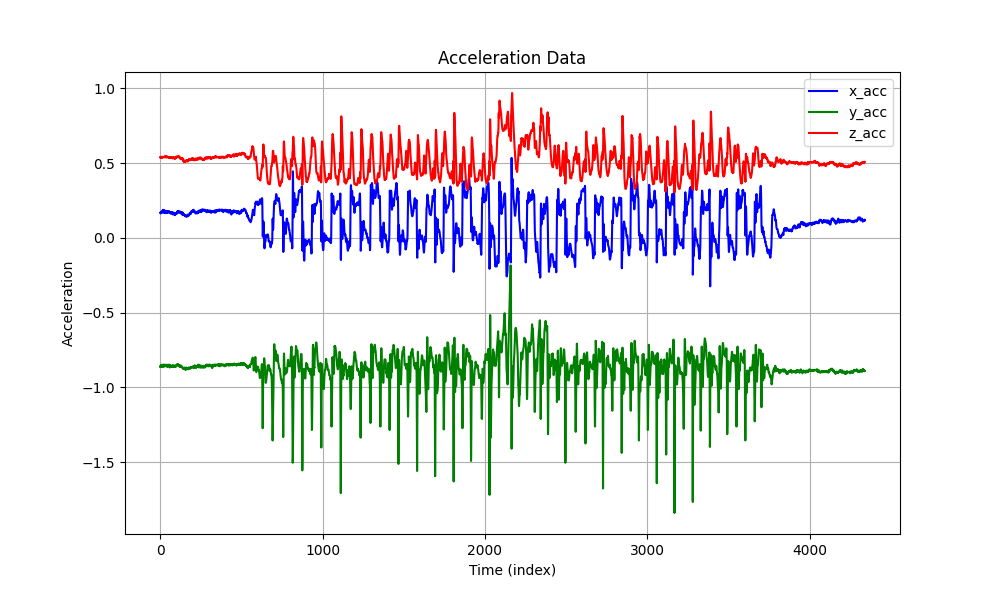 Acceleration Data
x_acc
y_acc
z_acc
1.0
0.5
0.0
−0.5
−1.0
−1.5
Acceleration
0 1000 2000 3000 4000
Time (index)